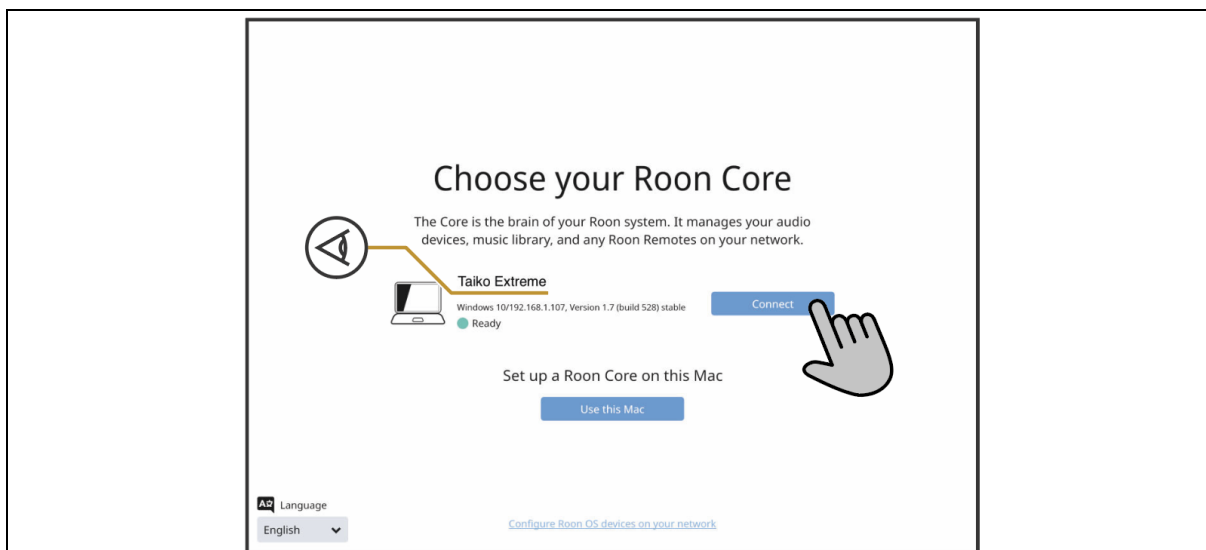 Choose your Roon Core
The Core is the brain of your Roon system. It manages your audio
devices, music library, and any Roon Remotes on your network.
Taiko Extreme
Windows 10/192.168.1.107, Version 1.7 (build 528) stable
Connect
Ready
Set up a Roon Core on this Mac
Use this Mac
Language
English
Configure Roon OS devices on your network